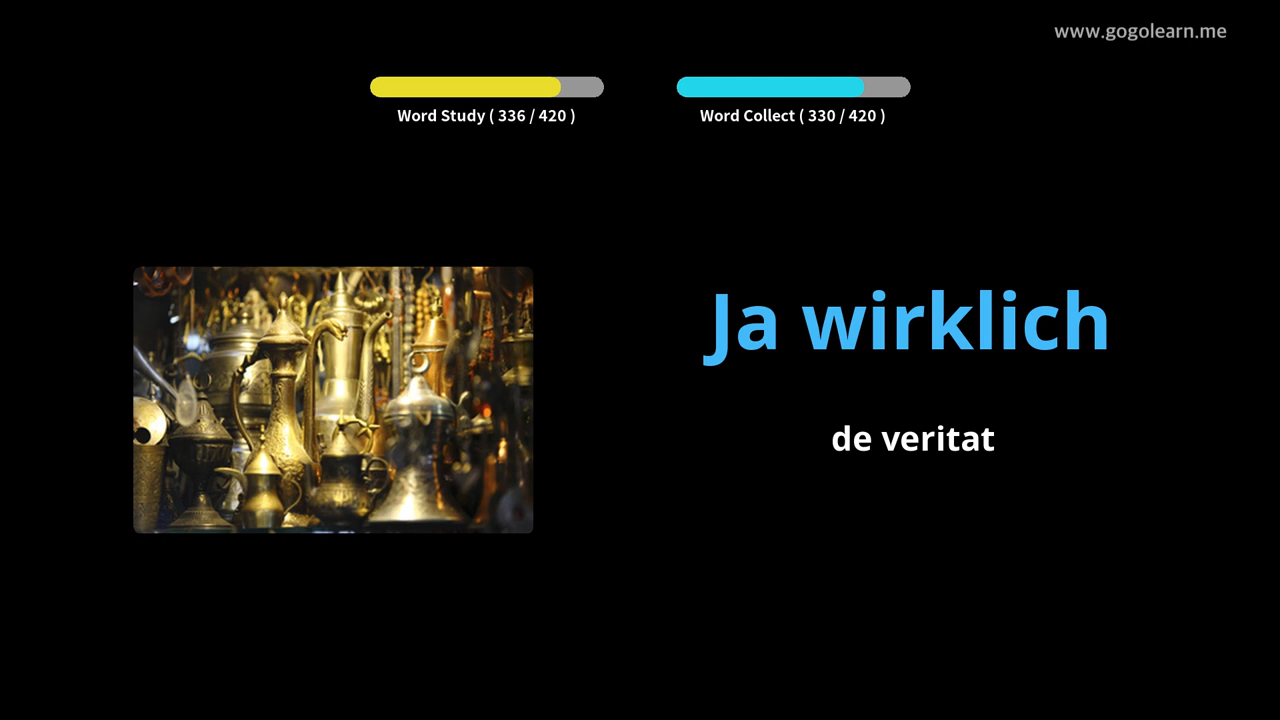 www.gogolearn.me
Word Study ( 336 / 420 )
Word Collect ( 330 / 420 )
Ja wirklich
de veritat